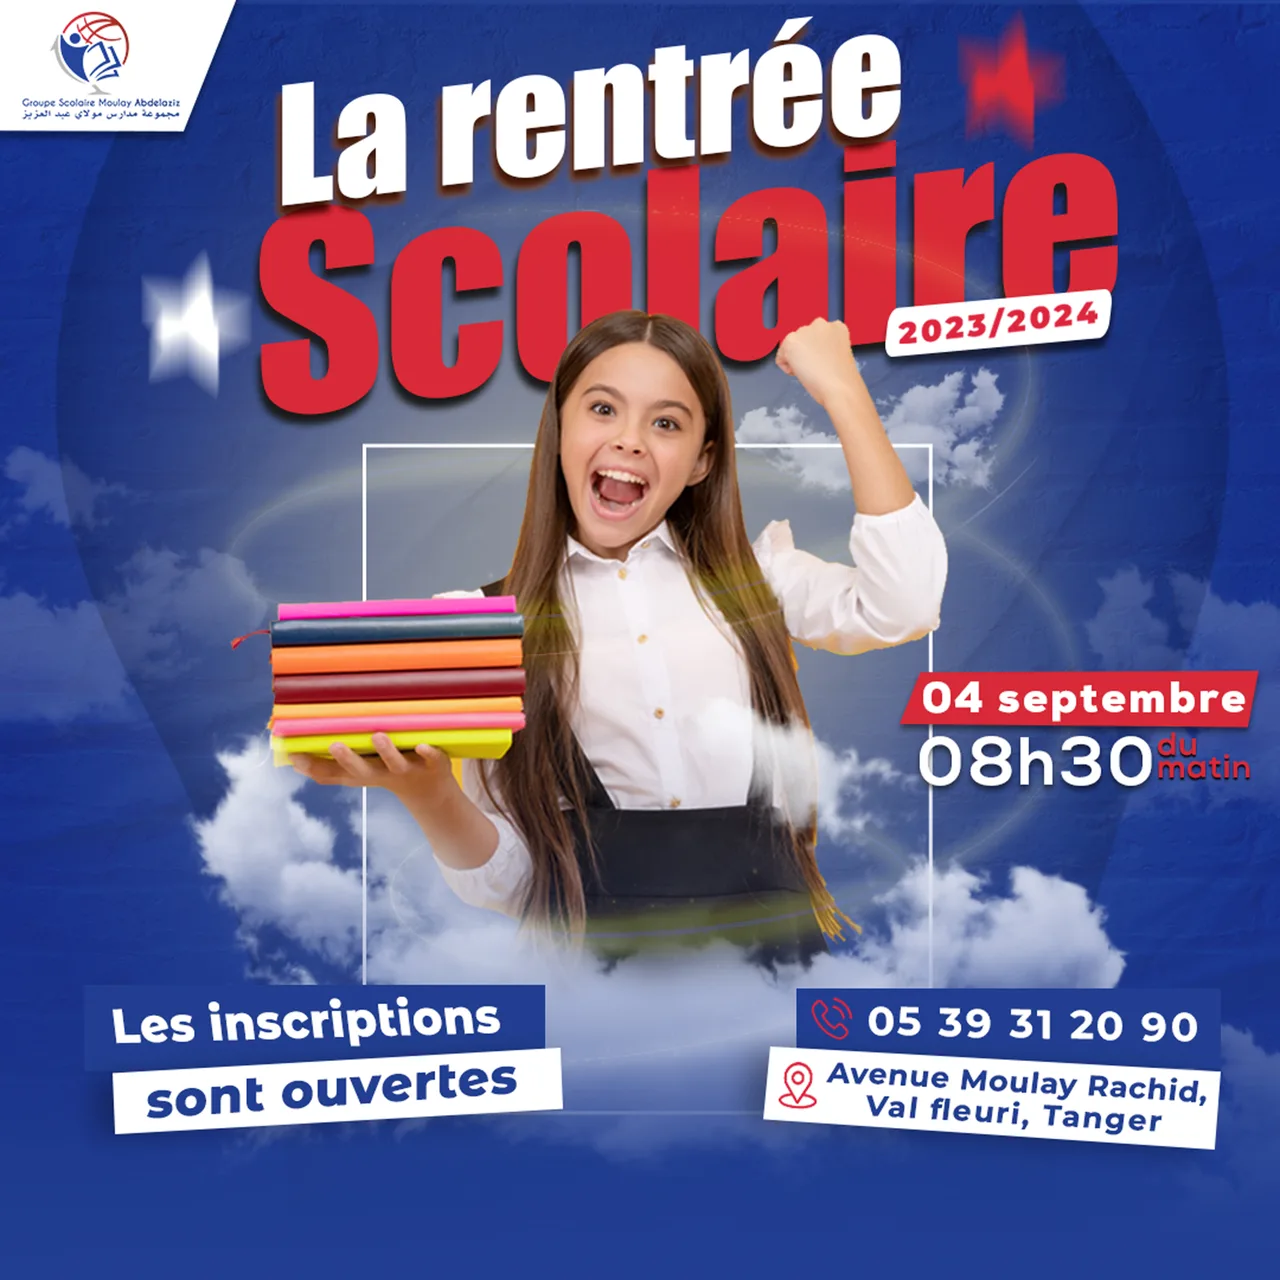 Groupe Scolaire Moulay Abdelaziz
مجموعة مدارس مولاي عبد العزيز
La rentrée
Scolaire
2023/2024
04 septembre
08h30 du matin
Les inscriptions
sont ouvertes
05 39 31 20 90
Avenue Moulay Rachid,
Val fleuri, Tanger